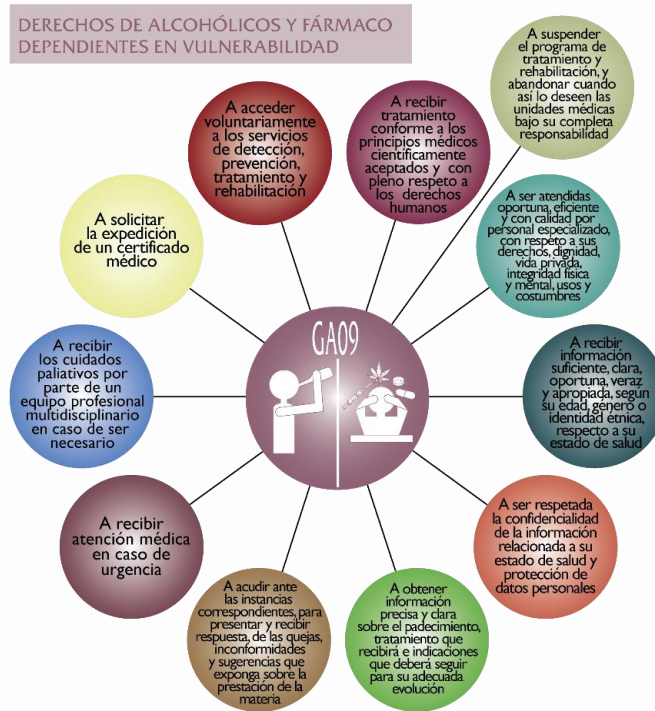 DERECHOS DE ALCOHÓLICOS Y FÁRMACO
DEPENDIENTES EN VULNERABILIDAD
A suspender
el programa de
tratamiento y
rehabilitación, y
abandonar cuando
así lo deseen las
unidades médicas
bajo su completa
responsabilidad
A acceder
voluntariamente
a los servicios
de detección,
prevención,
tratamiento y
rehabilitación
A recibir
tratamiento
conforme a los
principios médicos
científicamente
aceptados y con
pleno respeto a
los derechos
humanos
A solicitar
la expedición
de un certificado
médico
A ser atendidas
oportuna, eficiente
y con calidad por
personal especializado,
con respeto a sus
derechos, dignidad,
vida privada,
integridad física
y mental, usos y
costumbres
GA09
A recibir
los cuidados
paliativos por
parte de un
equipo profesional
multidisciplinario
en caso de ser
necesario
A recibir
información
suficiente, clara,
oportuna, veraz
y apropiada, según
su edad, género o
identidad étnica,
respecto a su
estado de salud
A recibir
atención médica
en caso de
urgencia
A ser respetada
la confidencialidad
de la información
relacionada a su
estado de salud y
protección de
datos personales
A acudir ante
las instancias
correspondientes, para
presentar y recibir
respuesta, de las quejas,
inconformidades
y sugerencias que
exponga sobre la
prestación de la
materia
A obtener
información
precisa y clara
sobre el padecimiento,
tratamiento que
recibirá e indicaciones
que deberá seguir
para su adecuada
evolución